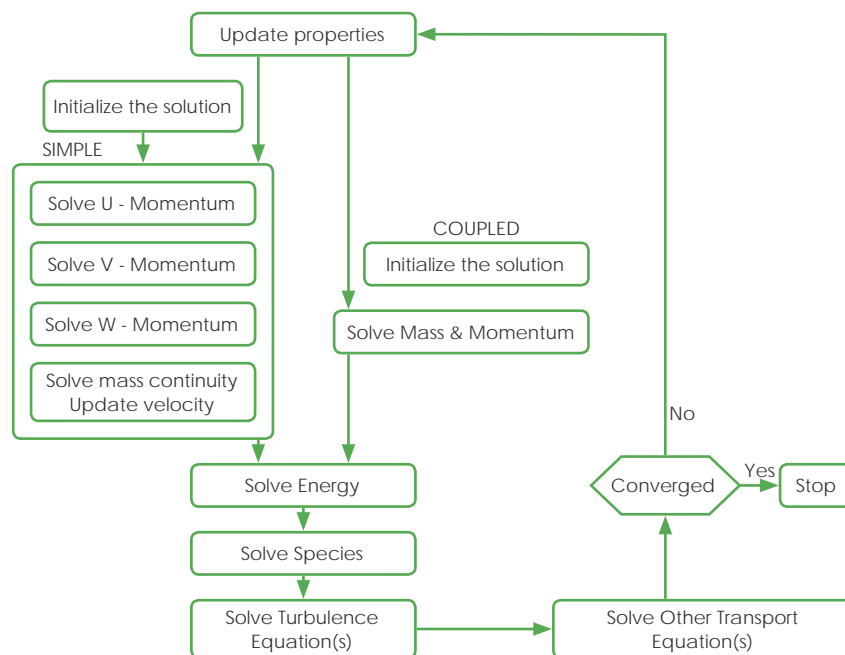 Update properties
Initialize the solution
SIMPLE
Solve U - Momentum
Solve V - Momentum
Solve W - Momentum
Solve mass continuity
Update velocity
COUPLED
Initialize the solution
Solve Mass & Momentum
Solve Energy
Solve Species
Solve Turbulence
Equation(s)
Solve Other Transport
Equation(s)
Converged
No
Yes
Stop